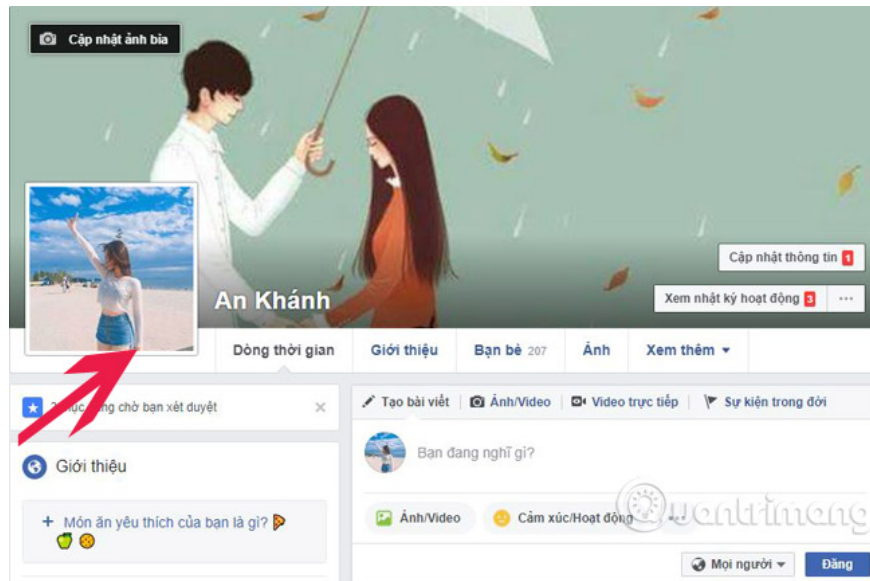 Cập nhật ảnh bìa
Cập nhật thông tin 1
An Khánh
Xem nhật ký hoạt động 3 ...
Dòng thời gian Giới thiệu Bạn bè 207 Ảnh Xem thêm
chờ bạn xét duyệt
Tạo bài viết Ảnh/Video Video trực tiếp Sự kiện trong đời
Bạn đang nghĩ gì?
Giới thiệu
+ Món ăn yêu thích của bạn là gì?
Ảnh/Video Cảm xúc/Hoạt động ...
Quantrimang
Mọi người Đăng